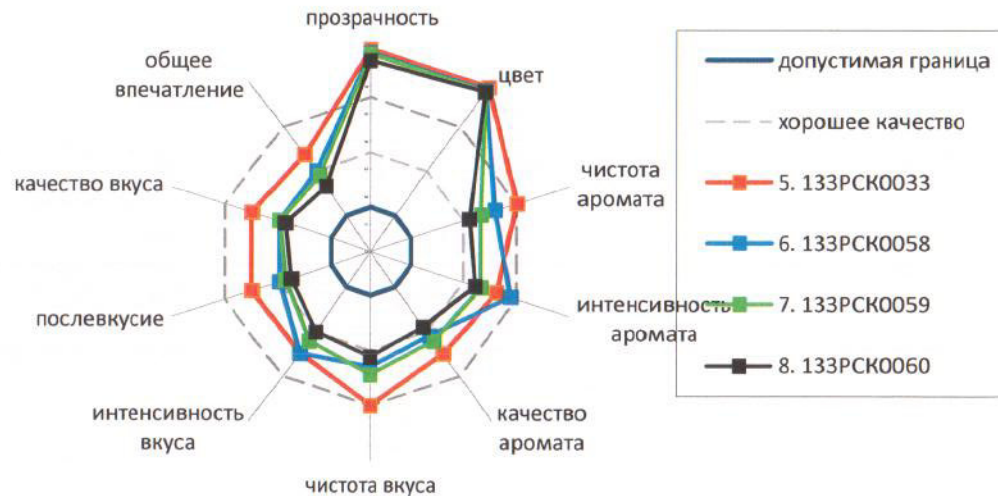 прозрачность
общее
впечатление
цвет
чистота
аромата
качество вкуса
интенсивность
аромата
послевкусие
качество
аромата
интенсивность
вкуса
чистота вкуса
допустимая граница
хорошее качество
5. 133РСК0033
6. 133РСК0058
7. 133РСК0059
8. 133РСК0060